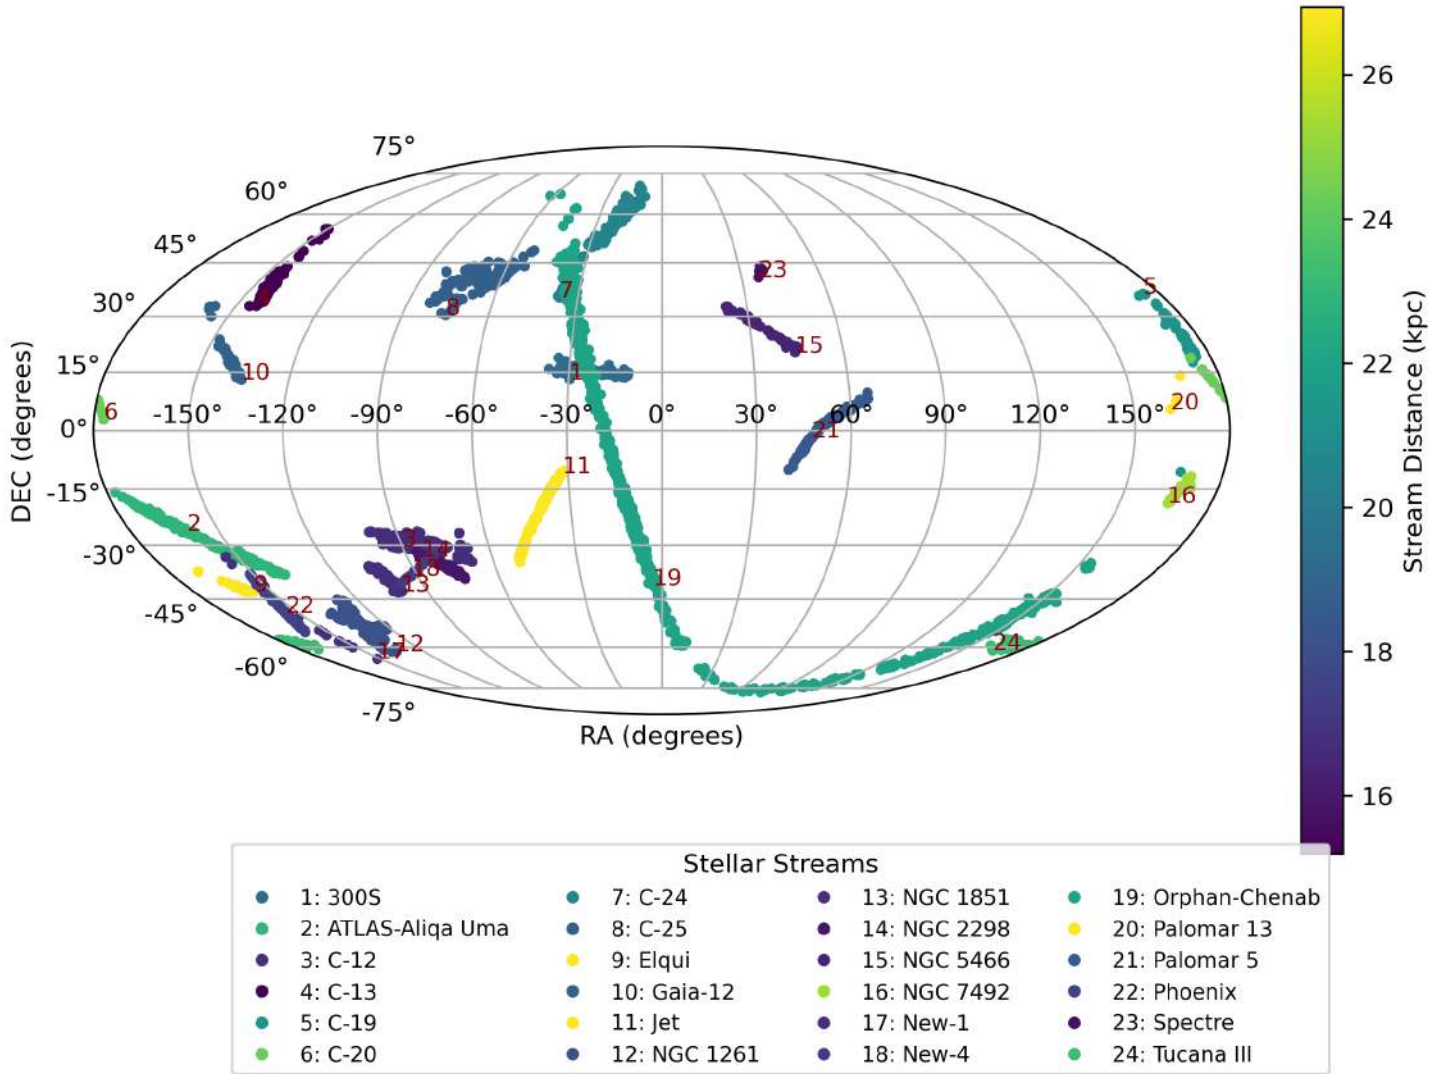 75°
60°
45°
30°
15°
0°
-15°
-30°
-45°
-60°
-75°
-150° -120° -90° -60° -30° 0° 30° 60° 90° 120° 150°
DEC (degrees)
RA (degrees)
23
5
7
8
15
10
1
6
20
21
11
16
2
3
14
18
13
9
22
19
12
17
24
26
24
22
20
18
16
Stream Distance (kpc)
Stellar Streams
1: 300S
2: ATLAS-Aliqa Uma
3: C-12
4: C-13
5: C-19
6: C-20
7: C-24
8: C-25
9: Elqui
10: Gaia-12
11: Jet
12: NGC 1261
13: NGC 1851
14: NGC 2298
15: NGC 5466
16: NGC 7492
17: New-1
18: New-4
19: Orphan-Chenab
20: Palomar 13
21: Palomar 5
22: Phoenix
23: Spectre
24: Tucana III